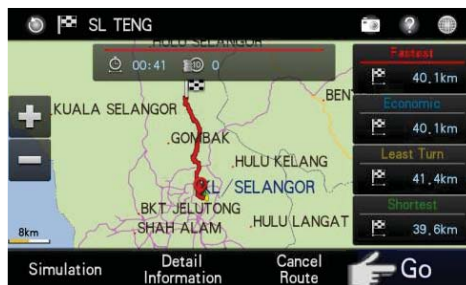 SL TENG
HULU SELANGOR
00:41 0
Fastest
40.1km
Economic
40.1km
Least Turn
41.4km
Shortest
39.6km
BEN
KUALA SELANGOR
GOMBAK
HULU KELANG
KL / SELANGOR
BKT JELUTONG
SHAH ALAM
HULU LANGAT
8km
Simulation
Detail
Information
Cancel
Route
Go